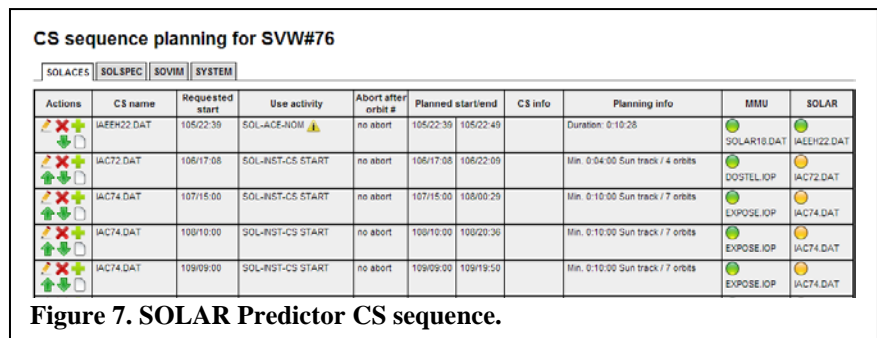 CS sequence planning for SVW#76
SOLACES SOLSPEC SOVIM SYSTEM
Actions CS name Requested start Use activity Abort after orbit # Planned start/end CS info Planning info MMU SOLAR
IAEEH22.DAT 105/22:39 SOL-ACE-NOM no abort 105/22:39 105/22:49 Duration: 0:10:28 SOLAR18.DAT IAEEH22.DAT
IAC72.DAT 106/17:08 SOL-INST-CS START no abort 106/17:08 106/22:09 Min. 0:04:00 Sun track / 4 orbits DOSTEL.IOP IAC72.DAT
IAC74.DAT 107/15:00 SOL-INST-CS START no abort 107/15:00 108/00:29 Min. 0:10:00 Sun track / 7 orbits EXPOSE.IOP IAC74.DAT
IAC74.DAT 108/10:00 SOL-INST-CS START no abort 108/10:00 108/20:36 Min. 0:10:00 Sun track / 7 orbits EXPOSE.IOP IAC74.DAT
IAC74.DAT 109/09:00 SOL-INST-CS START no abort 109/09:00 109/19:50 Min. 0:10:00 Sun track / 7 orbits EXPOSE.IOP IAC74.DAT
Figure 7. SOLAR Predictor CS sequence.